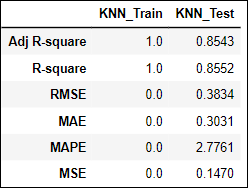 KNN_Train KNN_Test
Adj R-square 1.0 0.8543
R-square 1.0 0.8552
RMSE 0.0 0.3834
MAE 0.0 0.3031
MAPE 0.0 2.7761
MSE 0.0 0.1470